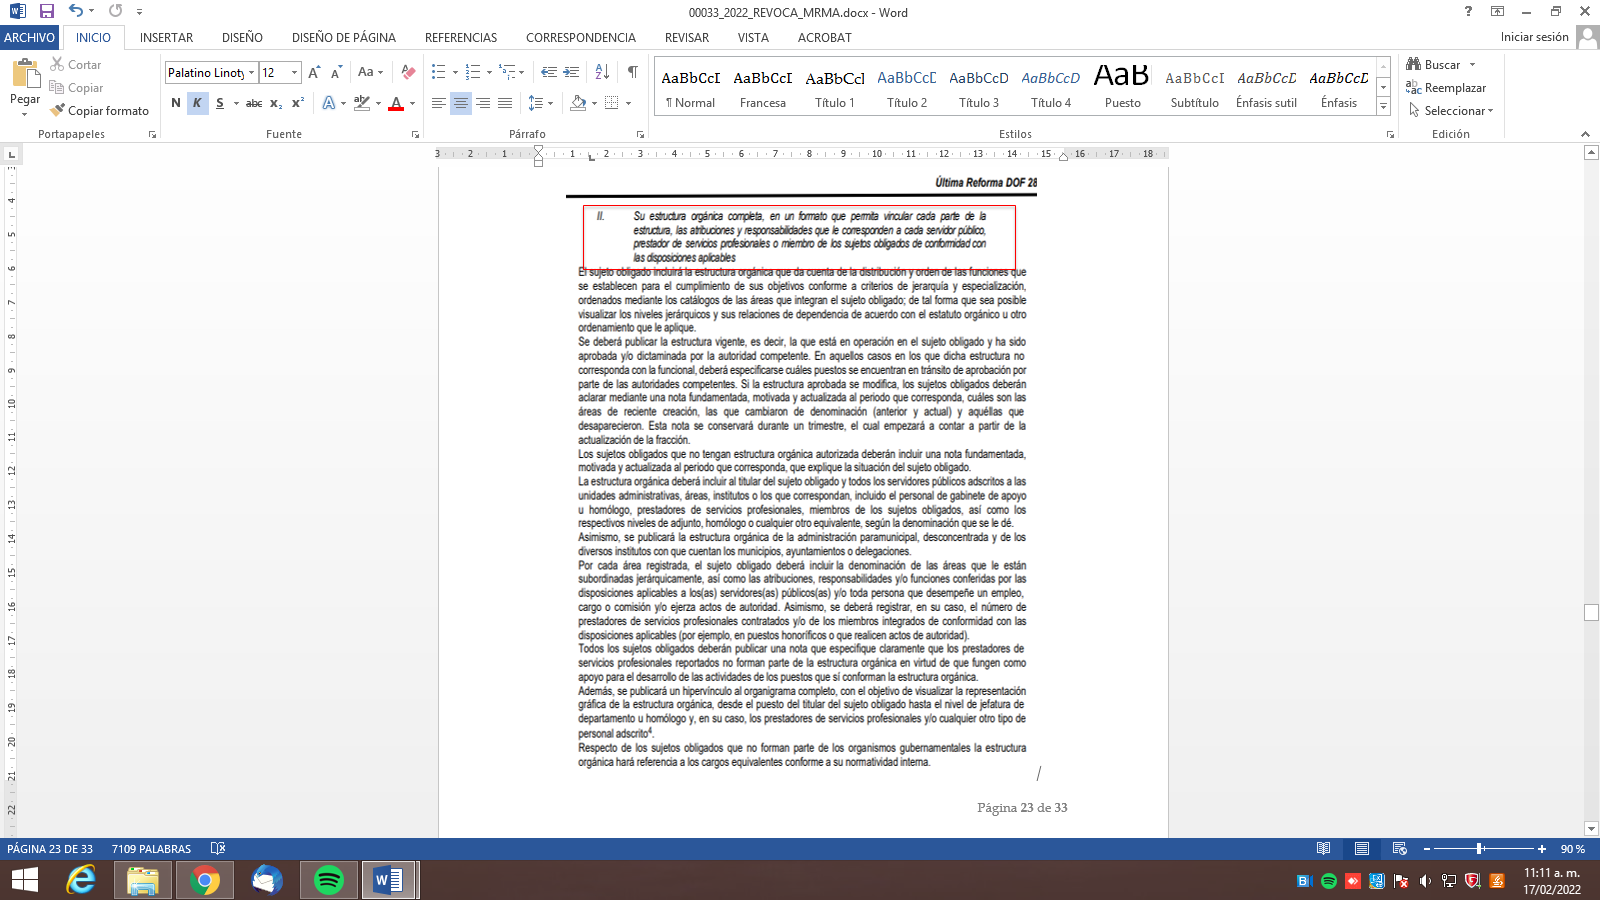 00033_2022_REVOCA_MRMA.docx - Word
ARCHIVO INICIO INSERTAR DISEÑO DISEÑO DE PÁGINA REFERENCIAS CORRESPONDENCIA REVISAR VISTA ACROBAT Iniciar sesión
Pegar
Cortar
Copiar
Copiar formato
Portapapeles
Palatino Linoty 12
N K S abc x₂ x²
Fuente
Párrafo
AaBbCcI AaBbCcI AaBbCcl AaBbCcD AaBbCcD AaBbCcD AaB AaBbCcI AaBbCcD AaBbCcD
¶ Normal Francesa Título 1 Título 2 Título 3 Título 4 Puesto Subtítulo Énfasis sutil Énfasis
Estilos
Buscar
Reemplazar
Seleccionar
Edición
3 2 1 1 2 3 4 5 6 7 8 9 10 11 12 13 14 15 16 17 18
Última Reforma DOF 28
II. Su estructura orgánica completa, en un formato que permita vincular cada parte de la
estructura, las atribuciones y responsabilidades que le corresponden a cada servidor público,
prestador de servicios profesionales o miembro de los sujetos obligados de conformidad con
las disposiciones aplicables
El sujeto obligado incluirá la estructura orgánica que da cuenta de la distribución y orden de las funciones que
se establecen para el cumplimiento de sus objetivos conforme a criterios de jerarquía y especialización,
ordenados mediante los catálogos de las áreas que integran el sujeto obligado; de tal forma que sea posible
visualizar los niveles jerárquicos y sus relaciones de dependencia de acuerdo con el estatuto orgánico u otro
ordenamiento que le aplique.
Se deberá publicar la estructura vigente, es decir, la que está en operación en el sujeto obligado y ha sido
aprobada y/o dictaminada por la autoridad competente. En aquellos casos en los que dicha estructura no
corresponda con la funcional, deberá especificarse cuáles puestos se encuentran en tránsito de aprobación por
parte de las autoridades competentes. Si la estructura aprobada se modifica, los sujetos obligados deberán
aclarar mediante una nota fundamentada, motivada y actualizada al periodo que corresponda, cuáles son las
áreas de reciente creación, las que cambiaron de denominación (anterior y actual) y aquéllas que
desaparecieron. Esta nota se conservará durante un trimestre, el cual empezará a contar a partir de la
actualización de la fracción.
Los sujetos obligados que no tengan estructura orgánica autorizada deberán incluir una nota fundamentada,
motivada y actualizada al periodo que corresponda, que explique la situación del sujeto obligado.
La estructura orgánica deberá incluir al titular del sujeto obligado y todos los servidores públicos adscritos a las
unidades administrativas, áreas, institutos o los que correspondan, incluido el personal de gabinete de apoyo
u homólogo, prestadores de servicios profesionales, miembros de los sujetos obligados, así como los
respectivos niveles de adjunto, homólogo o cualquier otro equivalente, según la denominación que se le dé.
Asimismo, se publicará la estructura orgánica de la administración paramunicipal, desconcentrada y de los
diversos institutos con que cuentan los municipios, ayuntamientos o delegaciones.
Por cada área registrada, el sujeto obligado deberá incluir la denominación de las áreas que le están
subordinadas jerárquicamente, así como las atribuciones, responsabilidades y/o funciones conferidas por las
disposiciones aplicables a los(as) servidores(as) públicos(as) y/o toda persona que desempeñe un empleo,
cargo o comisión y/o ejerza actos de autoridad. Asimismo, se deberá registrar, en su caso, el número de
prestadores de servicios profesionales contratados y/o de los miembros integrados de conformidad con las
disposiciones aplicables (por ejemplo, en puestos honoríficos o que realicen actos de autoridad).
Todos los sujetos obligados deberán publicar una nota que especifique claramente que los prestadores de
servicios profesionales reportados no forman parte de la estructura orgánica en virtud de que fungen como
apoyo para el desarrollo de las actividades de los puestos que sí conforman la estructura orgánica.
Además, se publicará un hipervínculo al organigrama completo, con el objetivo de visualizar la representación
gráfica de la estructura orgánica, desde el puesto del titular del sujeto obligado hasta el nivel de jefatura de
departamento u homólogo y, en su caso, los prestadores de servicios profesionales y/o cualquier otro tipo de
personal adscrito⁴.
Respecto de los sujetos obligados que no forman parte de los organismos gubernamentales la estructura
orgánica hará referencia a los cargos equivalentes conforme a su normatividad interna.
/
Página 23 de 33
PÁGINA 23 DE 33 7109 PALABRAS 90 %
11:11 a. m.
17/02/2022